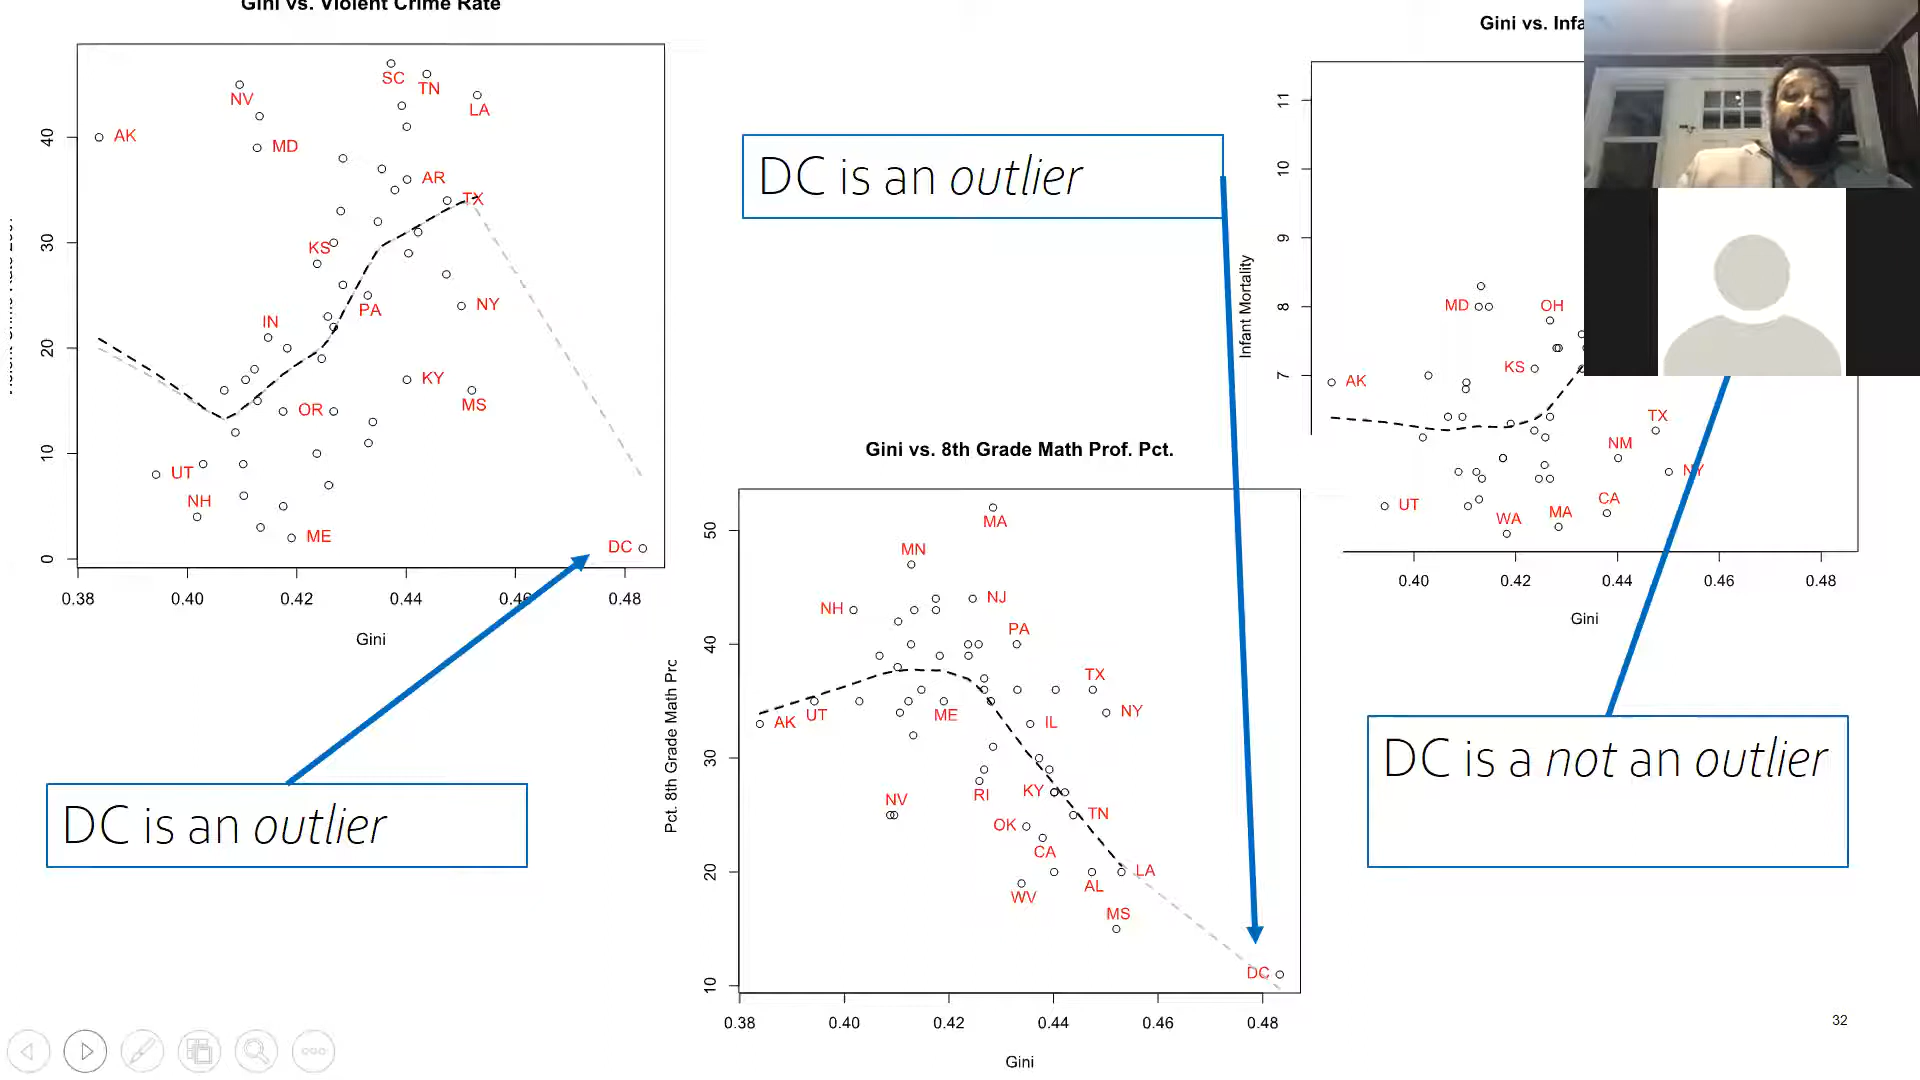 Gini vs. Violent Crime Rate
SC
TN
NV
LA
AK
MD
AR
TX
KS
PA
NY
IN
KY
MS
OR
UT
NH
ME
DC
40
30
20
10
0
0.38 0.40 0.42 0.44 0.46 0.48
Gini
DC is an outlier
DC is an outlier
Gini vs. 8th Grade Math Prof. Pct.
MA
MN
NH
NJ
PA
TX
AK
UT
ME
IL
NY
NV
RI
KY
TN
OK
CA
LA
WV
AL
MS
DC
50
40
30
20
10
Pct. 8th Grade Math Prc
0.38 0.40 0.42 0.44 0.46 0.48
Gini
Gini vs. Infa
11
10
9
8
7
Infant Mortality
MD
OH
AK
KS
TX
NM
NY
UT
WA
MA
CA
0.40 0.42 0.44 0.46 0.48
Gini
DC is a not an outlier
32